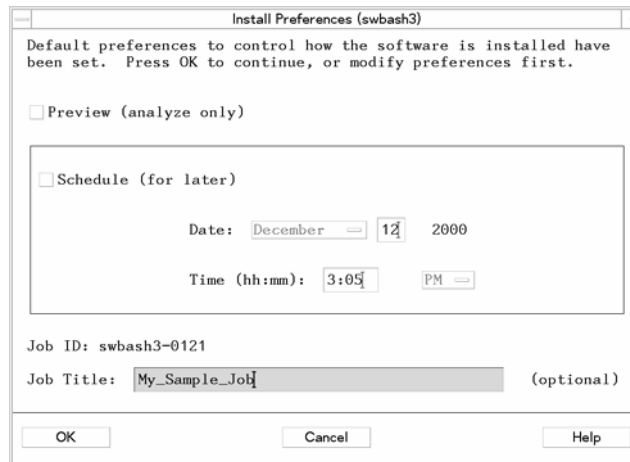 Install Preferences (swbash3)
Default preferences to control how the software is installed have
been set.  Press OK to continue, or modify preferences first.
Preview (analyze only)
Schedule (for later)
Date: December 12 2000
Time (hh:mm): 3:05 PM
Job ID: swbash3-0121
Job Title: My_Sample_Job (optional)
OK Cancel Help